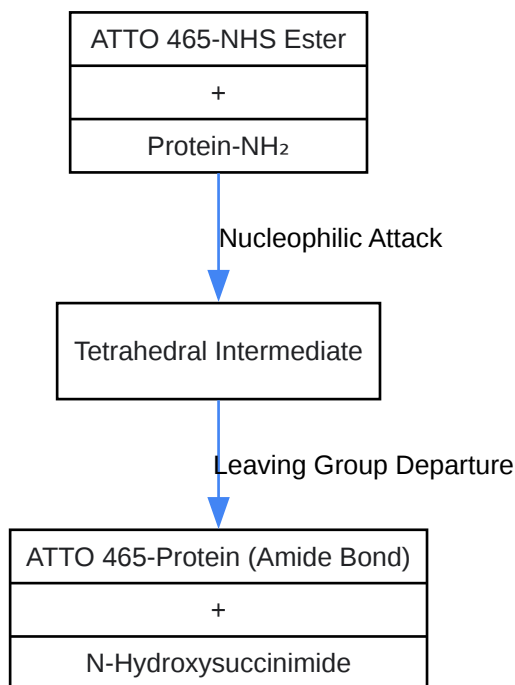 ATTO 465-NHS Ester
+
Protein-NH₂
Nucleophilic Attack
Tetrahedral Intermediate
Leaving Group Departure
ATTO 465-Protein (Amide Bond)
+
N-Hydroxysuccinimide